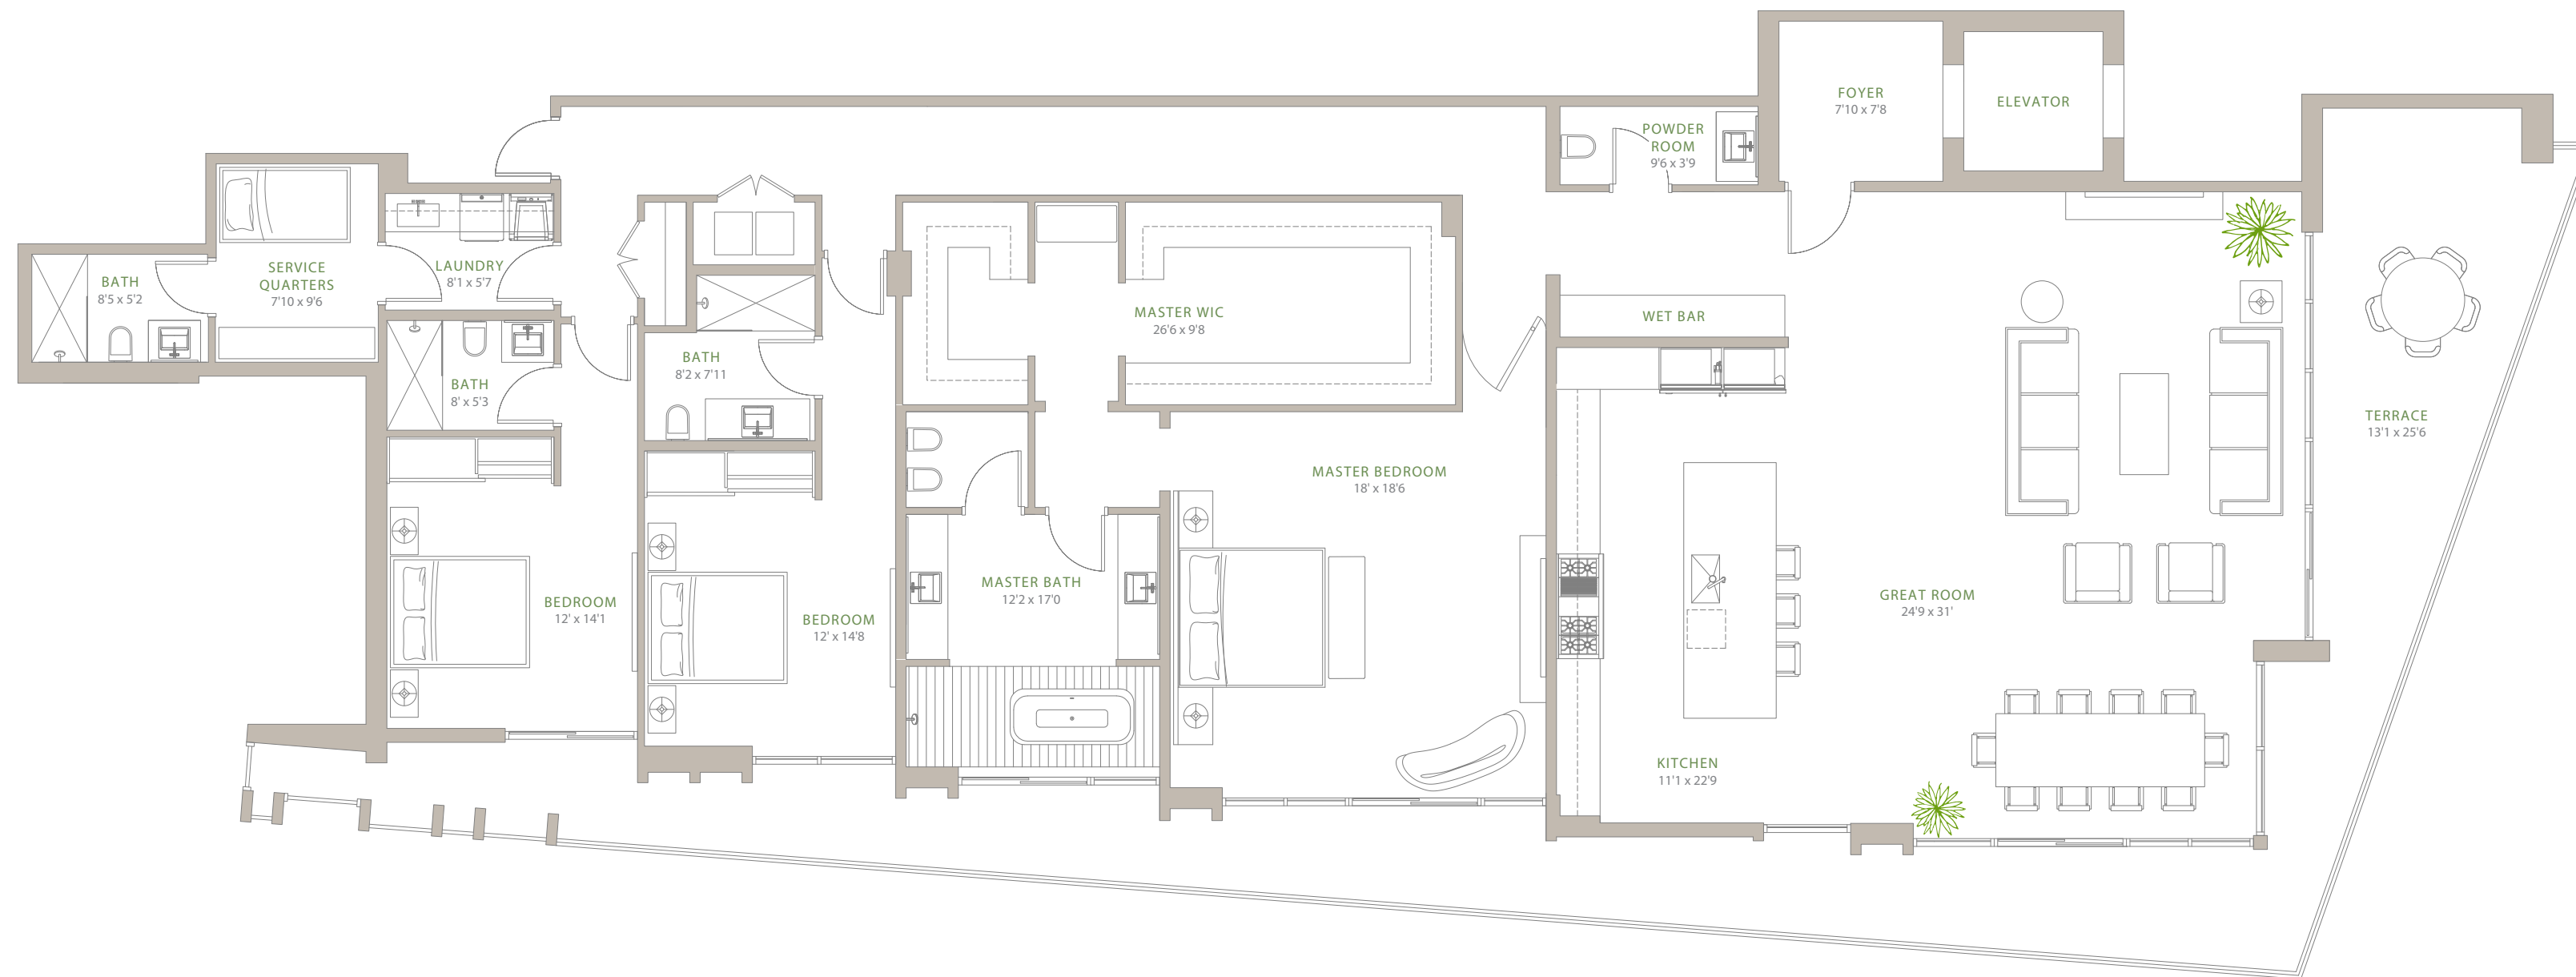 FOYER
7'10 x 7'8
ELEVATOR
POWDER
ROOM
9'6 x 3'9
SERVICE
QUARTERS
7'10 x 9'6
LAUNDRY
8'1 x 5'7
BATH
8'5 x 5'2
MASTER WIC
26'6 x 9'8
WET BAR
BATH
8'2 x 7'11
BATH
8' x 5'3
TERRACE
13'1 x 25'6
MASTER BEDROOM
18' x 18'6
MASTER BATH
12'2 x 17'0
GREAT ROOM
24'9 x 31'
BEDROOM
12' x 14'1
BEDROOM
12' x 14'8
KITCHEN
11'1 x 22'9